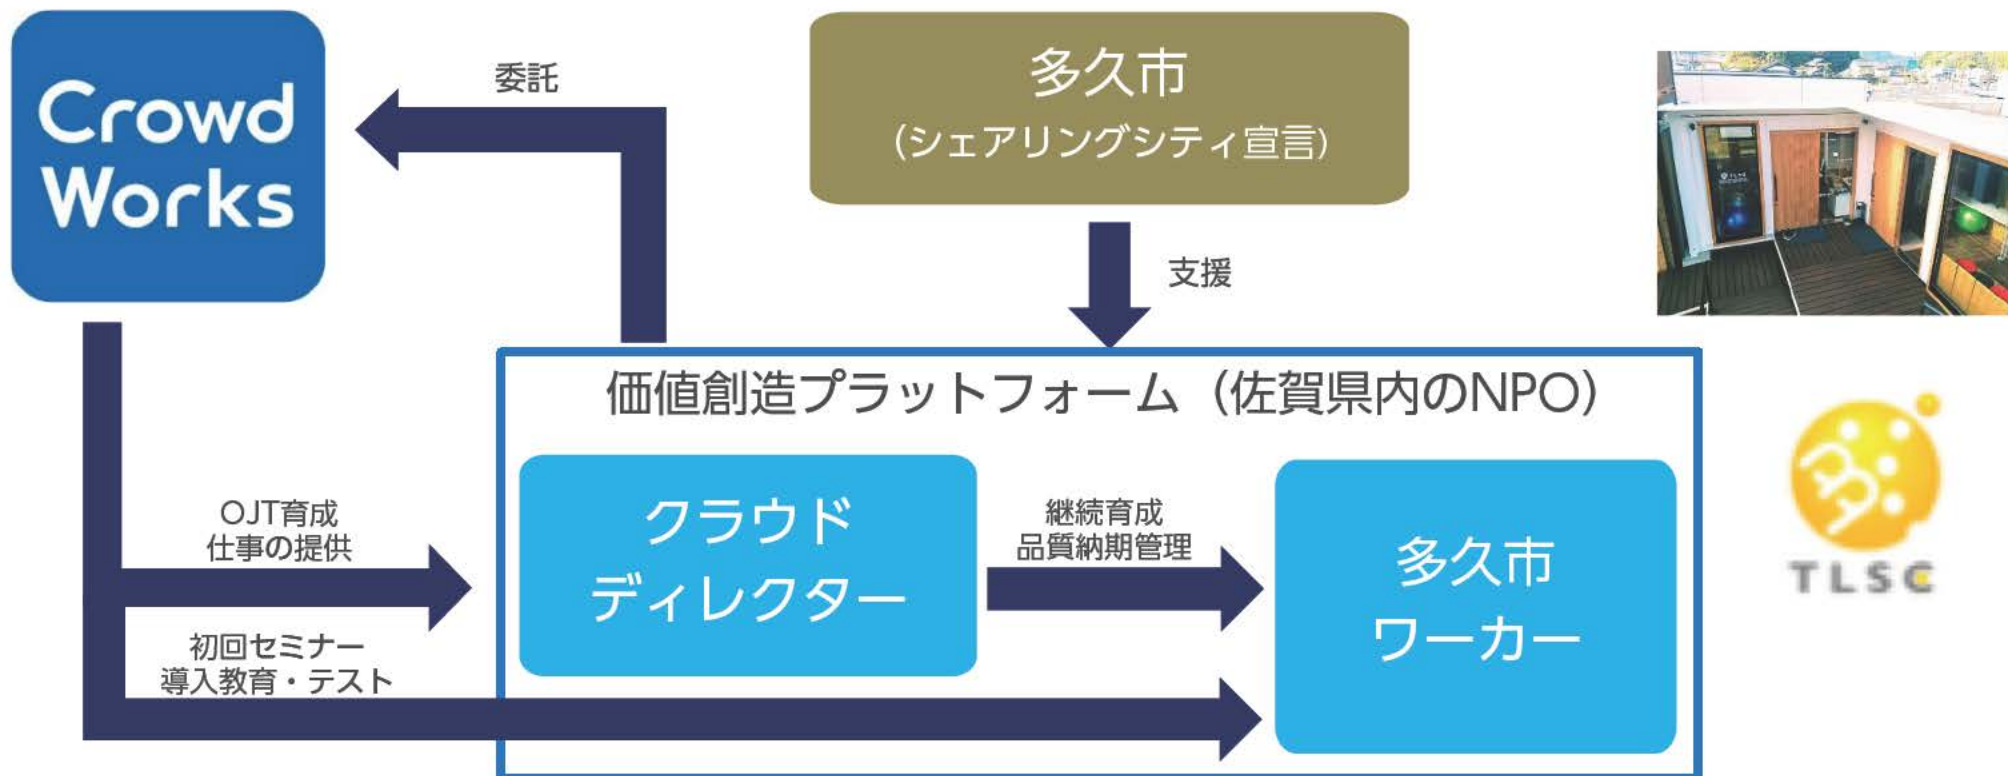 Crowd
Works
委託
多久市
(シェアリングシティ宣言)
支援
価値創造プラットフォーム（佐賀県内のNPO）
OJT育成
仕事の提供
クラウド
ディレクター
継続育成
品質納期管理
多久市
ワーカー
初回セミナー
導入教育・テスト
TLSC